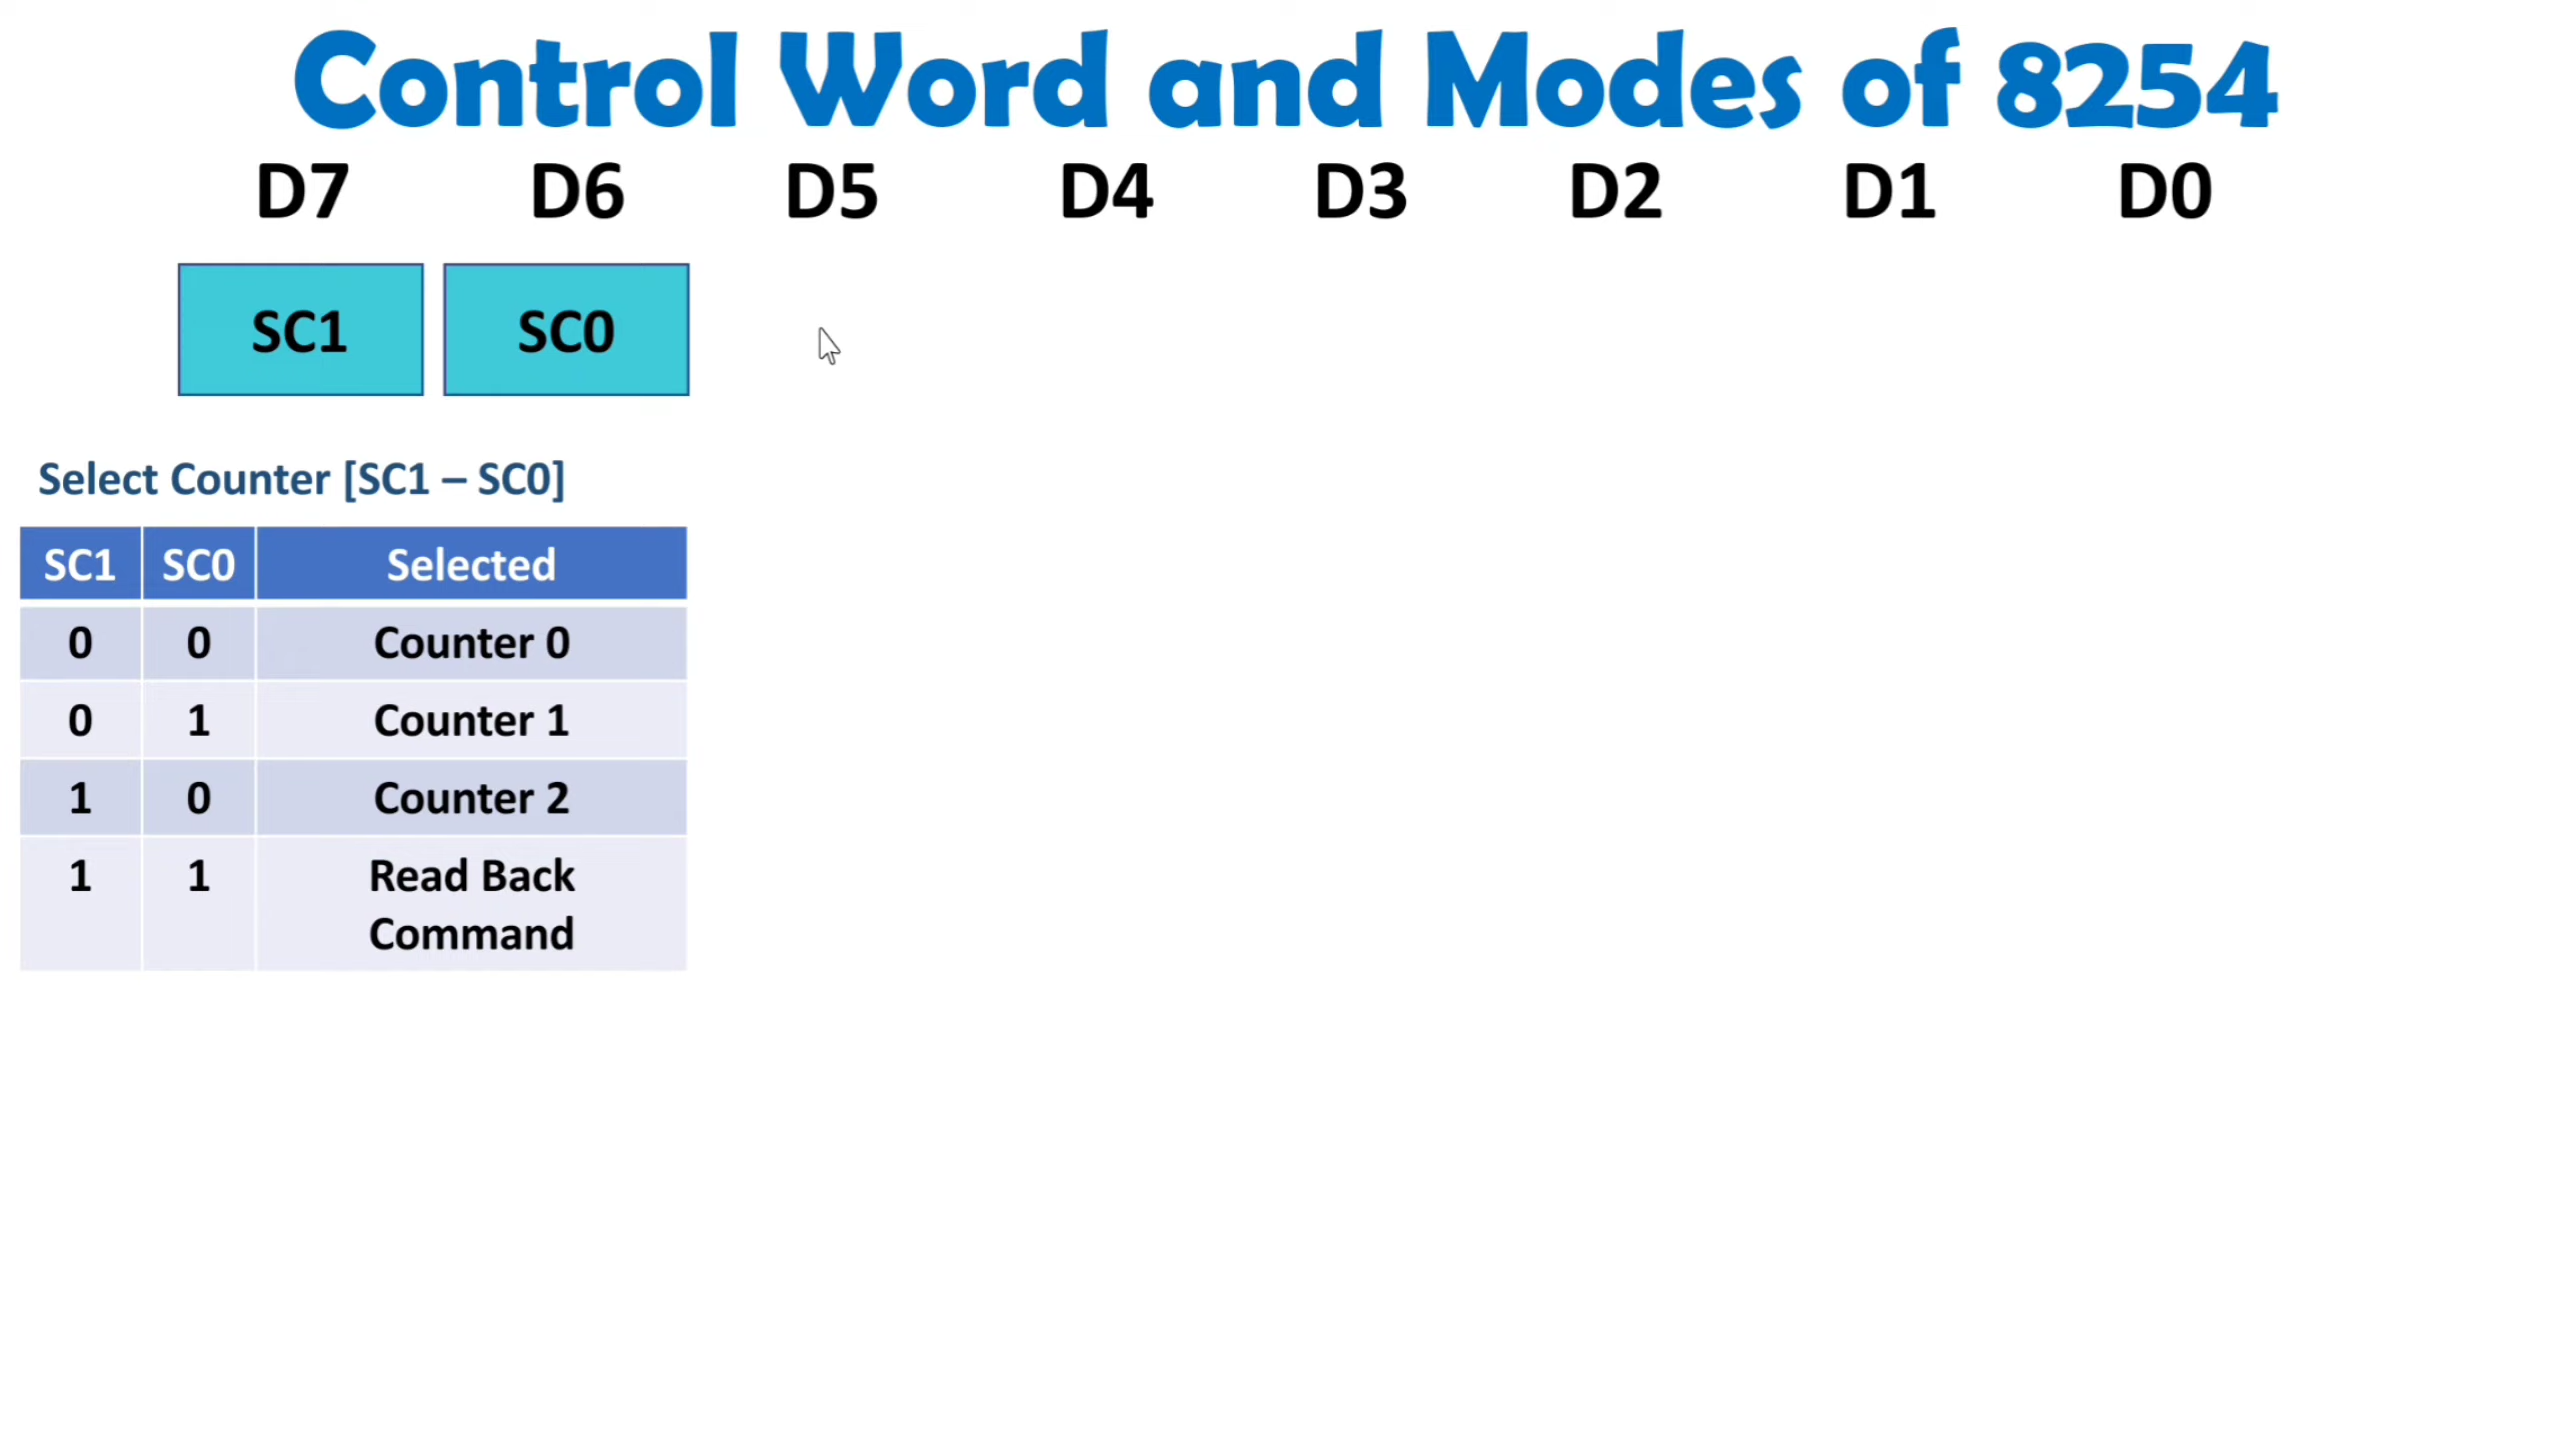 Control Word and Modes of 8254
D7 D6 D5 D4 D3 D2 D1 D0
SC1 SC0
Select Counter [SC1 – SC0]
SC1 SC0 Selected
0 0 Counter 0
0 1 Counter 1
1 0 Counter 2
1 1 Read Back
Command